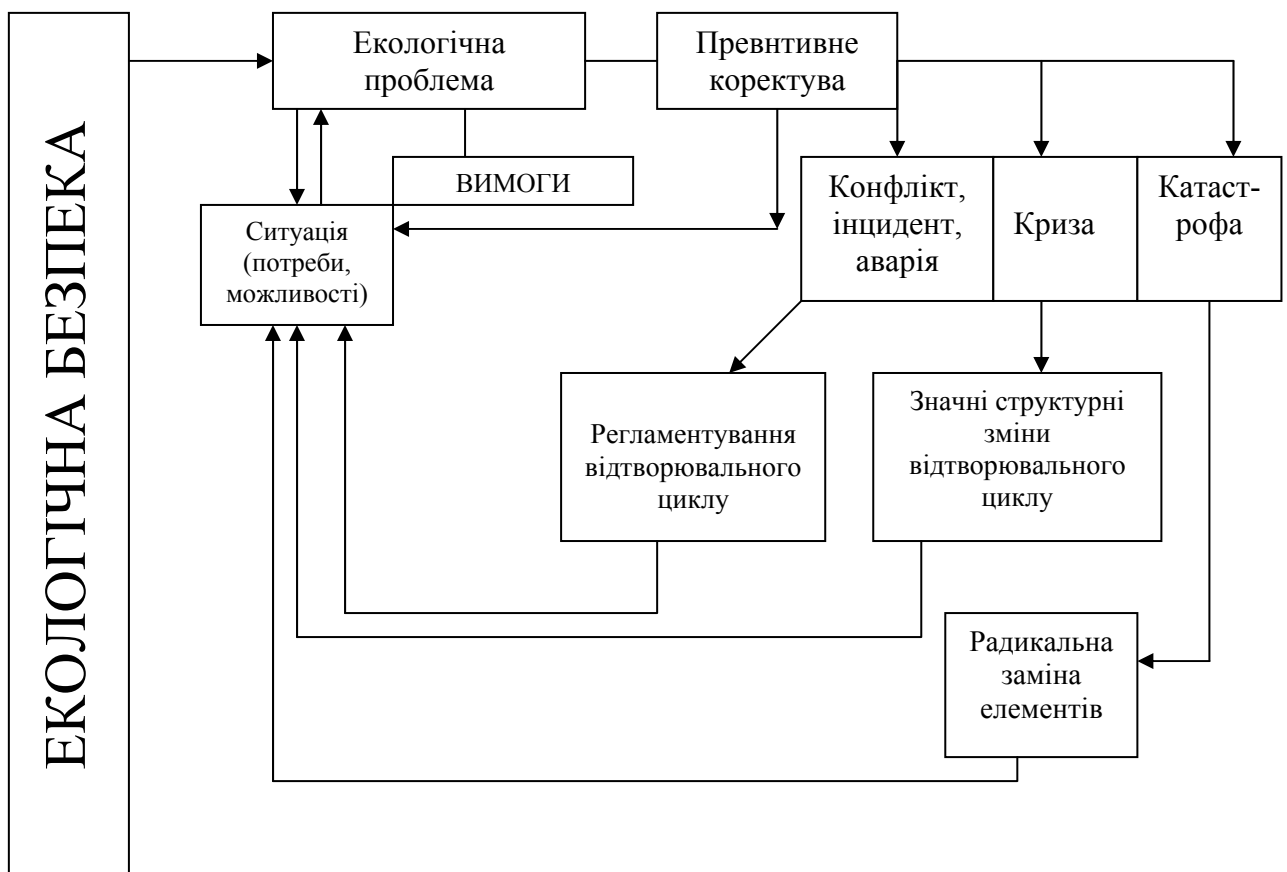 ЕКОЛОГІЧНА БЕЗПЕКА
Екологічна
проблема
Превнтивне
коректува
ВИМОГИ
Ситуація
(потреби,
можливості)
Конфлікт,
інцидент,
аварія
Криза
Катаст-
рофа
Регламентування
відтворювального
циклу
Значні структурні
зміни
відтворювального
циклу
Радикальна
заміна
елементів